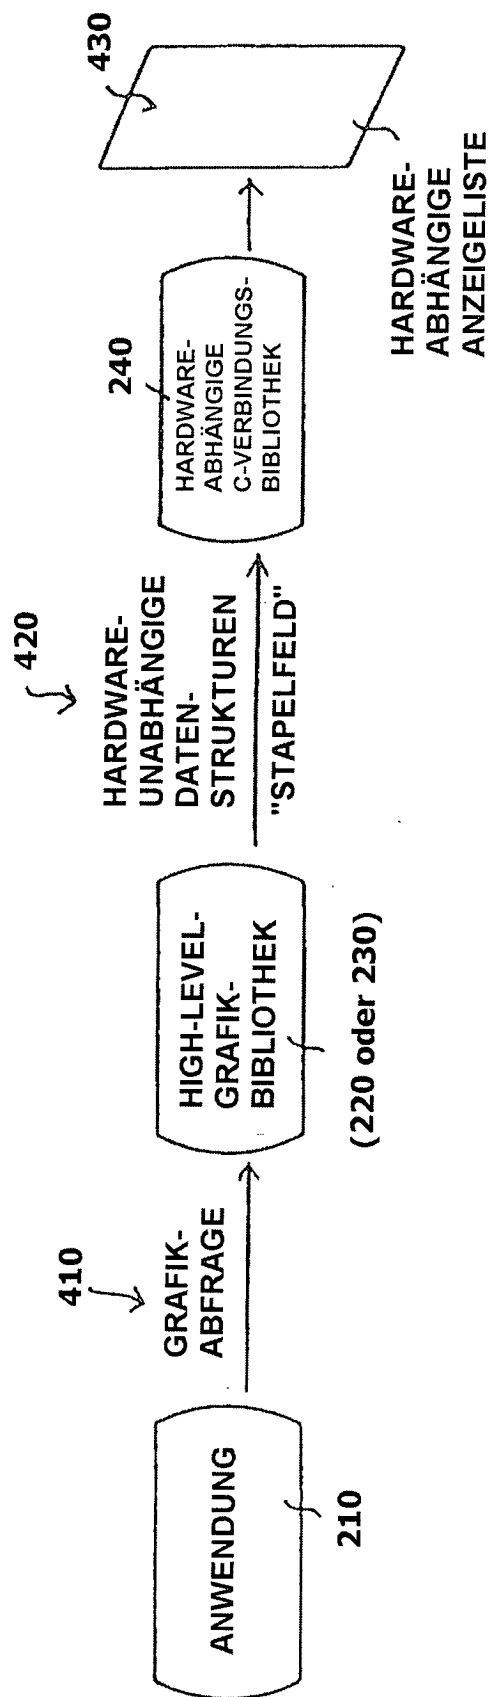 ANWENDUNG
210
410
GRAFIK-
ABFRAGE
HIGH-LEVEL-
GRAFIK-
BIBLIOTHEK
(220 oder 230)
420
HARDWARE-
UNABHÄNGIGE
DATEN-
STRUKTUREN
"STAPELFELD"
240
HARDWARE-
ABHÄNGIGE
C-VERBINDUNGS-
BIBLIOTHEK
430
HARDWARE-
ABHÄNGIGE
ANZEIGELISTE